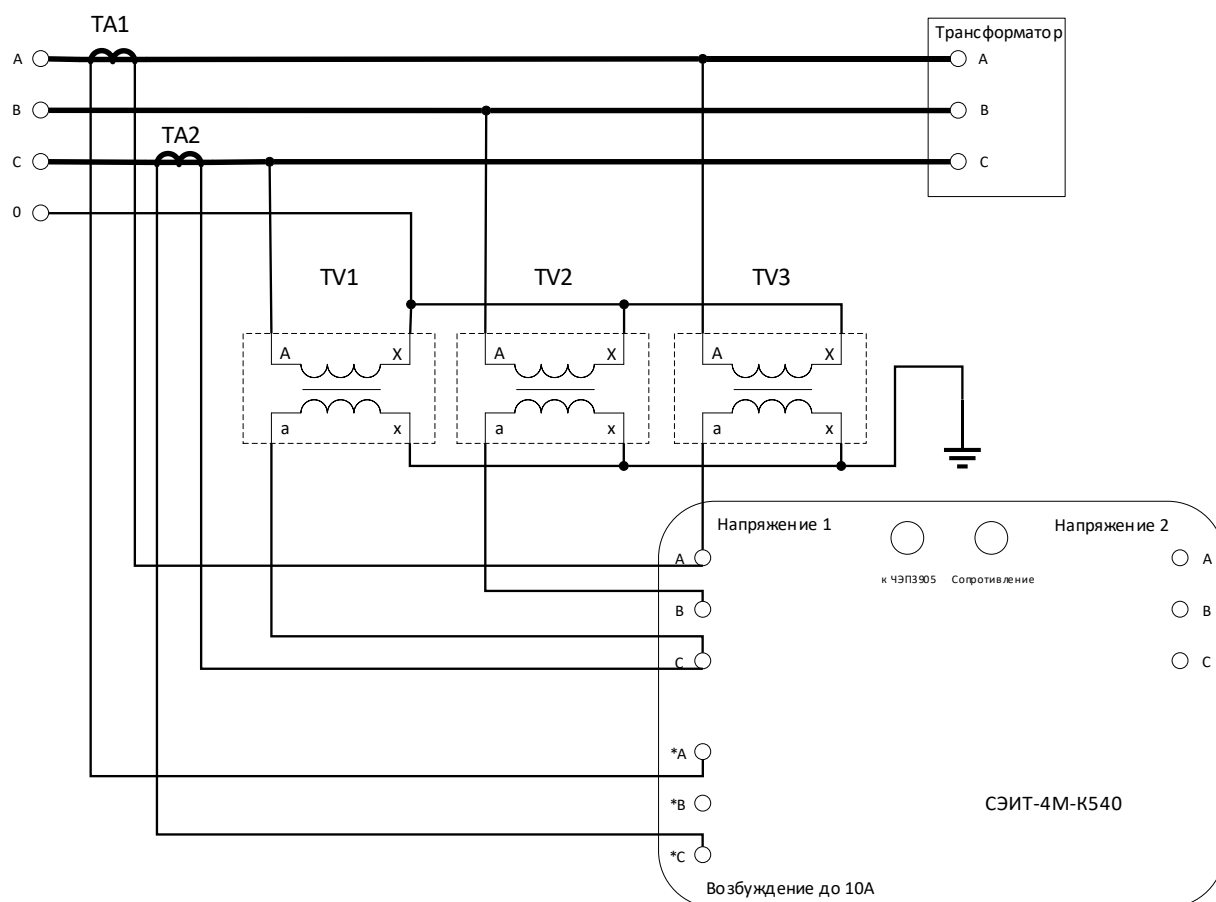 TA1
Трансформатор
A
A
B
B
TA2
C
C
0
TV1
TV2
TV3
A
X
A
X
A
X
a
x
a
x
a
x
Напряжение 1
Напряжение 2
A
A
к ЧЭП3905
Сопротивление
B
B
C
C
*A
*B
СЭИТ-4М-К540
*C
Возбуждение до 10А